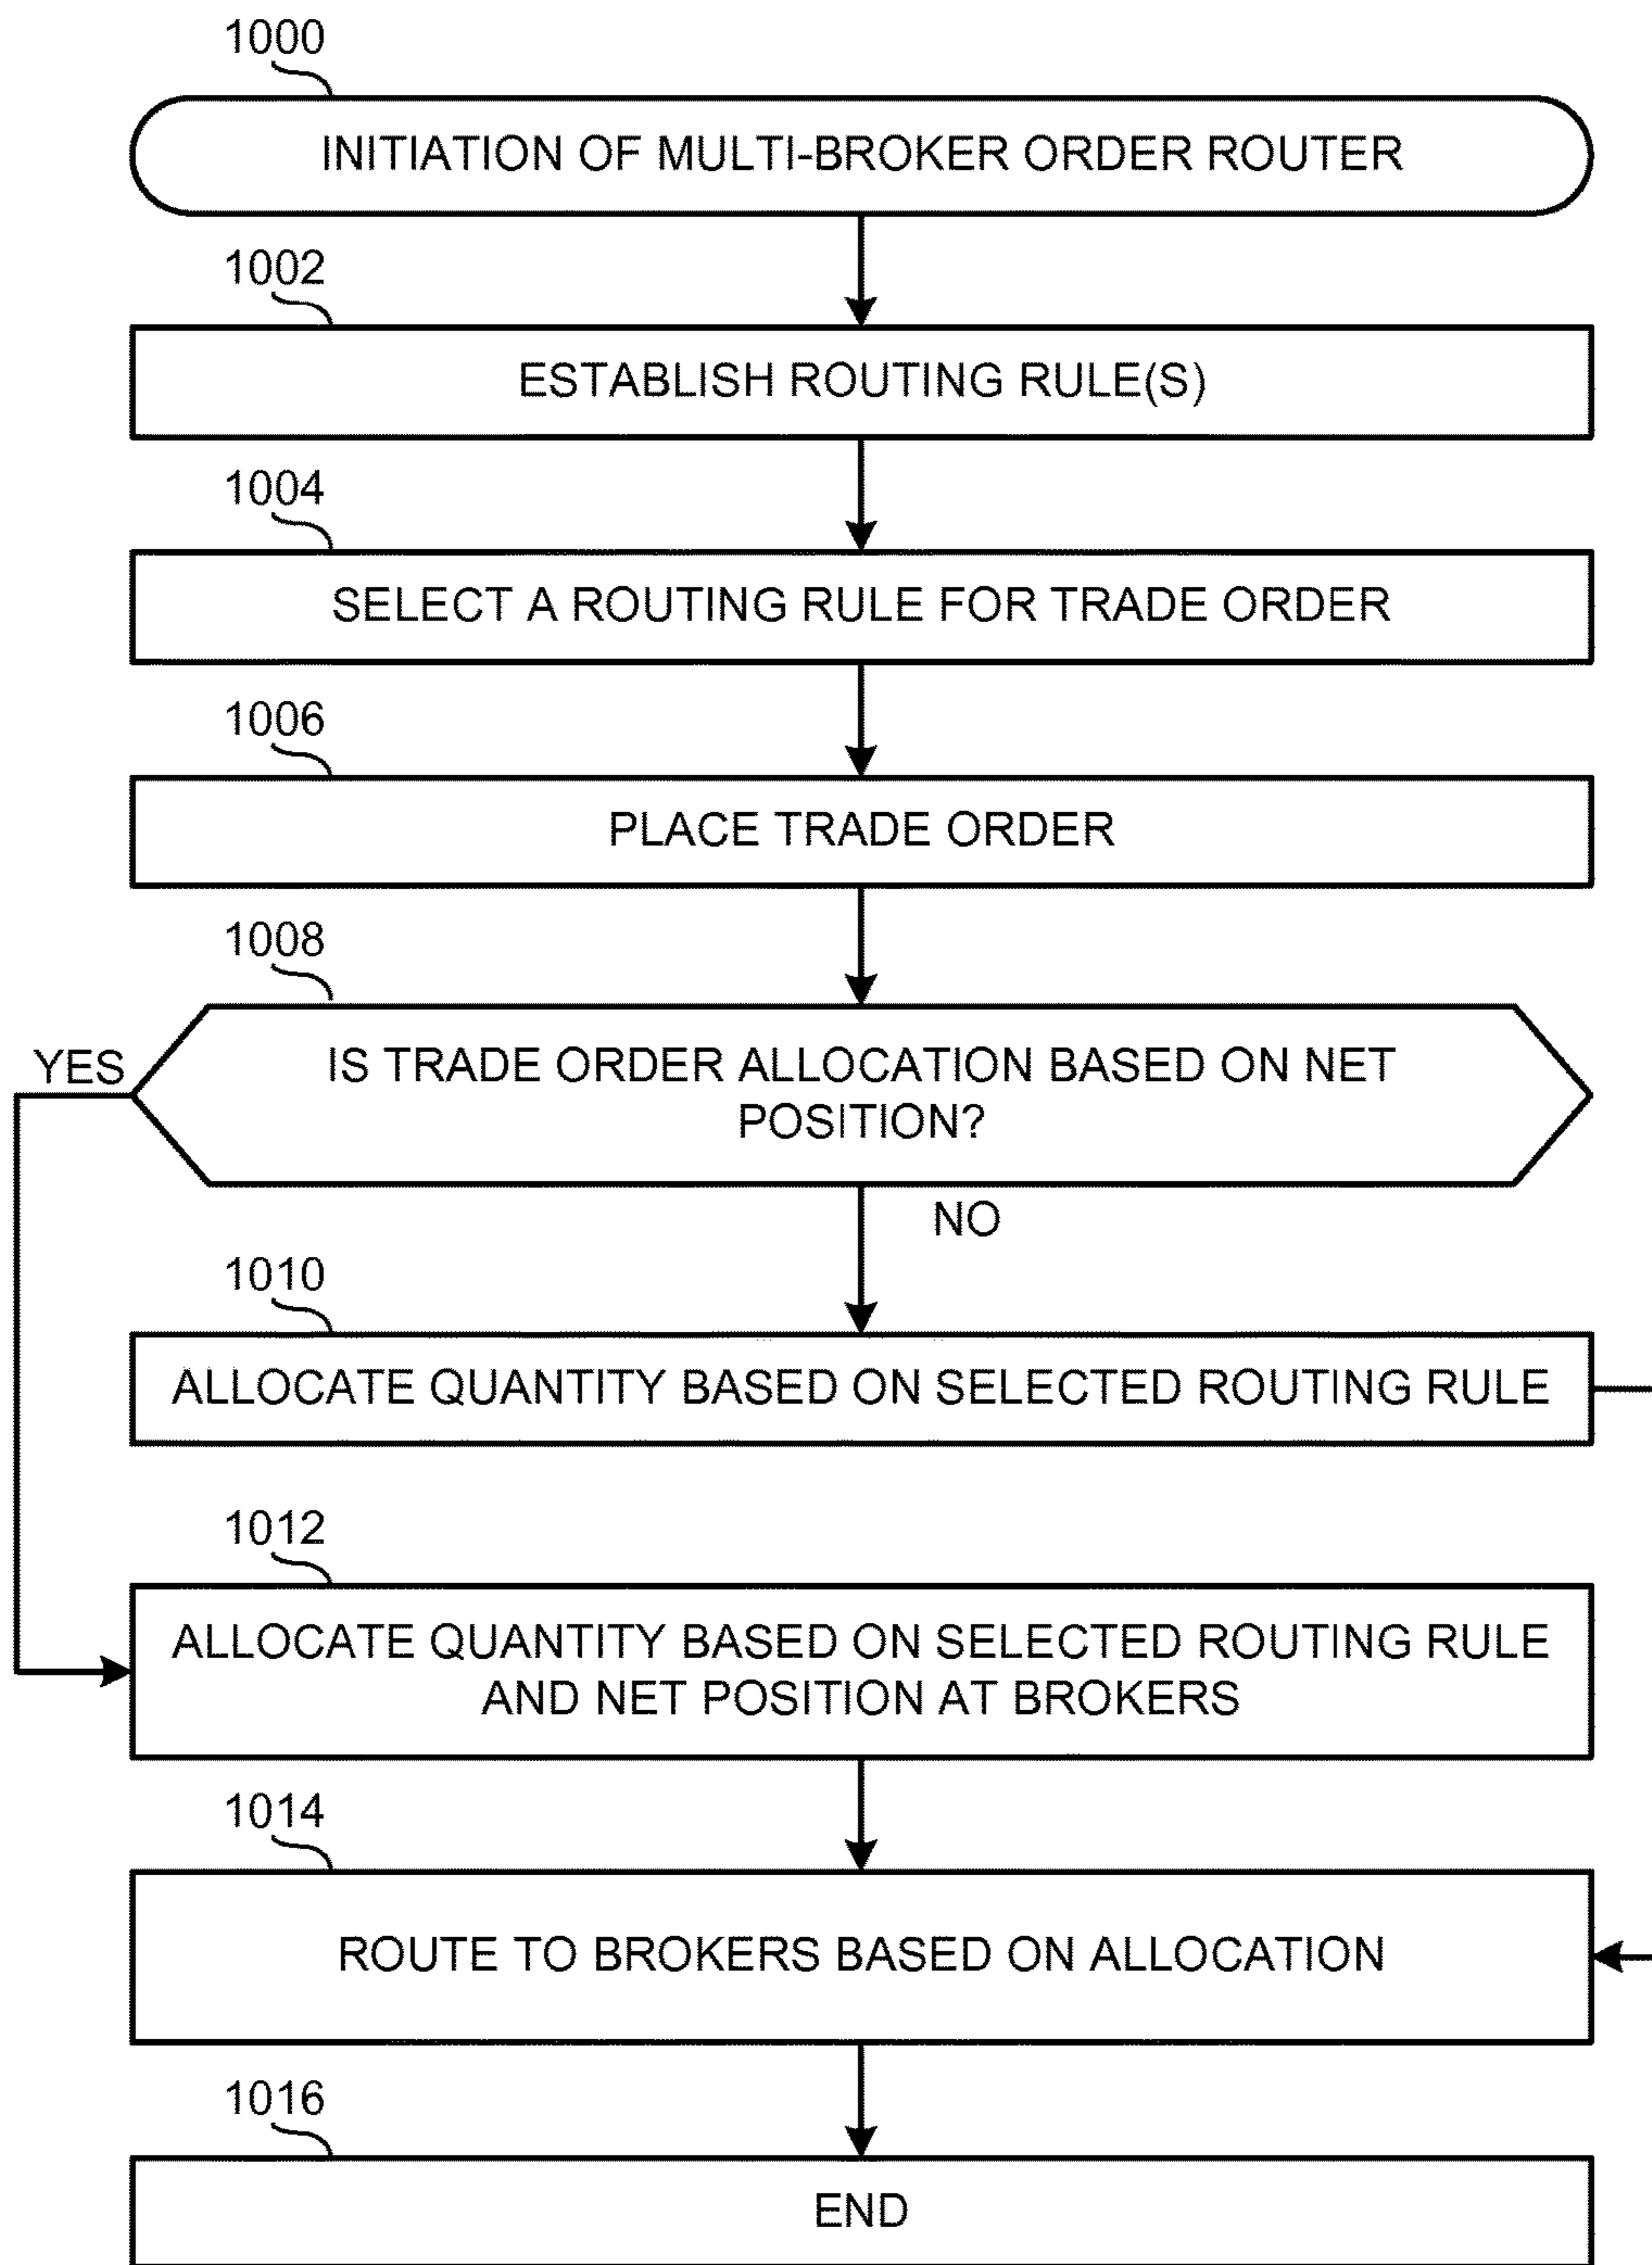 1000
INITIATION OF MULTI-BROKER ORDER ROUTER
1002
ESTABLISH ROUTING RULE(S)
1004
SELECT A ROUTING RULE FOR TRADE ORDER
1006
PLACE TRADE ORDER
1008
YES
IS TRADE ORDER ALLOCATION BASED ON NET
POSITION?
NO
1010
ALLOCATE QUANTITY BASED ON SELECTED ROUTING RULE
1012
ALLOCATE QUANTITY BASED ON SELECTED ROUTING RULE
AND NET POSITION AT BROKERS
1014
ROUTE TO BROKERS BASED ON ALLOCATION
1016
END